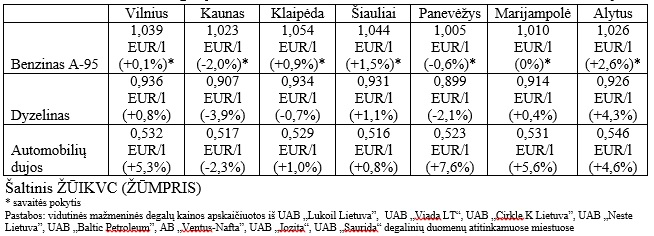 Vilnius Kaunas Klaipėda Šiauliai Panevėžys Marijampolė Alytus
1,039 1,023 1,054 1,044 1,005 1,010 1,026
EUR/l EUR/l EUR/l EUR/l EUR/l EUR/l EUR/l
Benzinas A-95 (+0,1%)* (-2,0%)* (+0,9%)* (+1,5%)* (-0,6%)* (0%)* (+2,6%)*
0,936 0,907 0,934 0,931 0,899 0,914 0,926
EUR/l EUR/l EUR/l EUR/l EUR/l EUR/l EUR/l
Dyzelinas (+0,8%) (-3,9%) (-0,7%) (+1,1%) (-2,1%) (+0,4%) (+4,3%)
0,532 0,517 0,529 0,516 0,523 0,531 0,546
Automobilių EUR/l EUR/l EUR/l EUR/l EUR/l EUR/l EUR/l
dujos (+5,3%) (-2,3%) (+1,0%) (+0,8%) (+7,6%) (+5,6%) (+4,6%)
Šaltinis ŽŪIKVC (ŽŪMPRIS)
* savaitės pokytis
Pastabos: vidutinės mažmeninės degalų kainos apskaičiuotos iš UAB „Lukoil Lietuva”, UAB „Viada LT“, UAB „Cirkle K Lietuva”, UAB „Neste
Lietuva”, UAB „Baltic Petroleum”, AB „Ventus-Nafta”, UAB „Jozita”, UAB „Saurida“ degalinių duomenų atitinkamuose miestuose